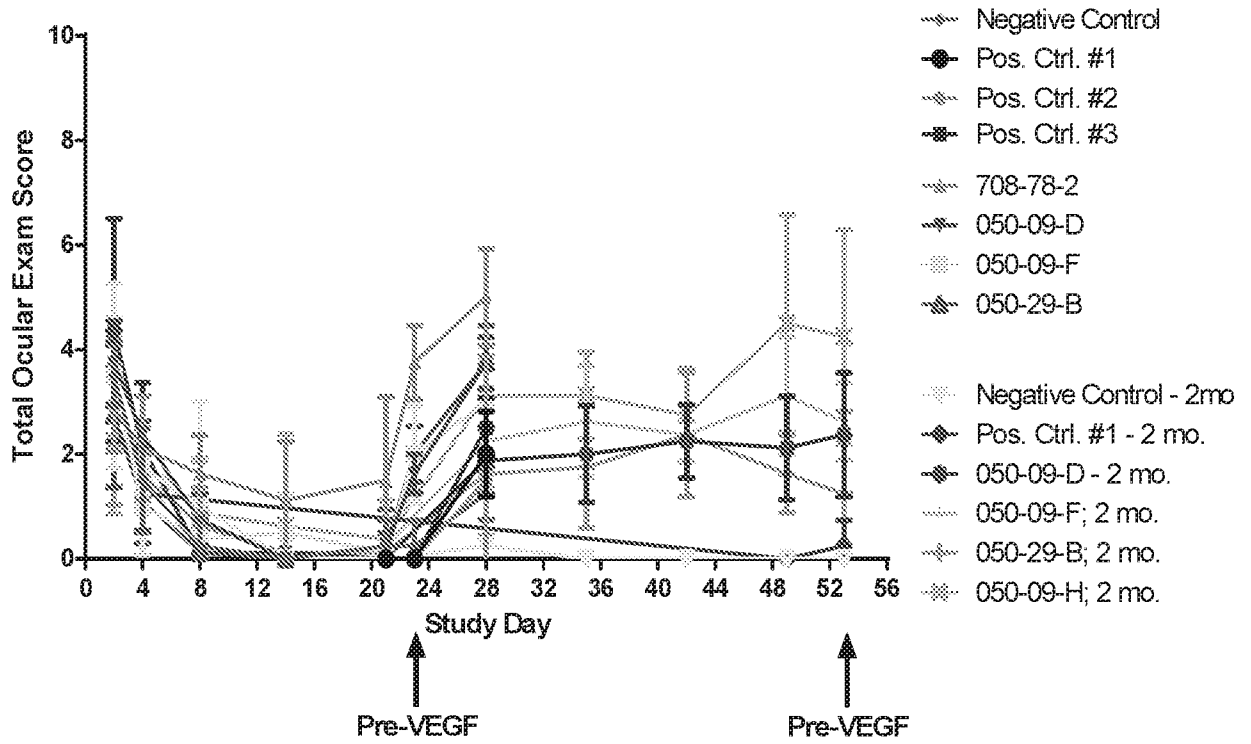 Total Ocular Exam Score
10
8
6
4
2
0
0 4 8 12 16 20 24 28 32 36 40 44 48 52 56
Study Day
Pre-VEGF
Pre-VEGF
Negative Control
Pos. Ctrl. #1
Pos. Ctrl. #2
Pos. Ctrl. #3
708-78-2
050-09-D
050-09-F
050-29-B
Negative Control - 2mo
Pos. Ctrl. #1 - 2 mo.
050-09-D - 2 mo.
050-09-F; 2 mo.
050-29-B; 2 mo.
050-09-H; 2 mo.